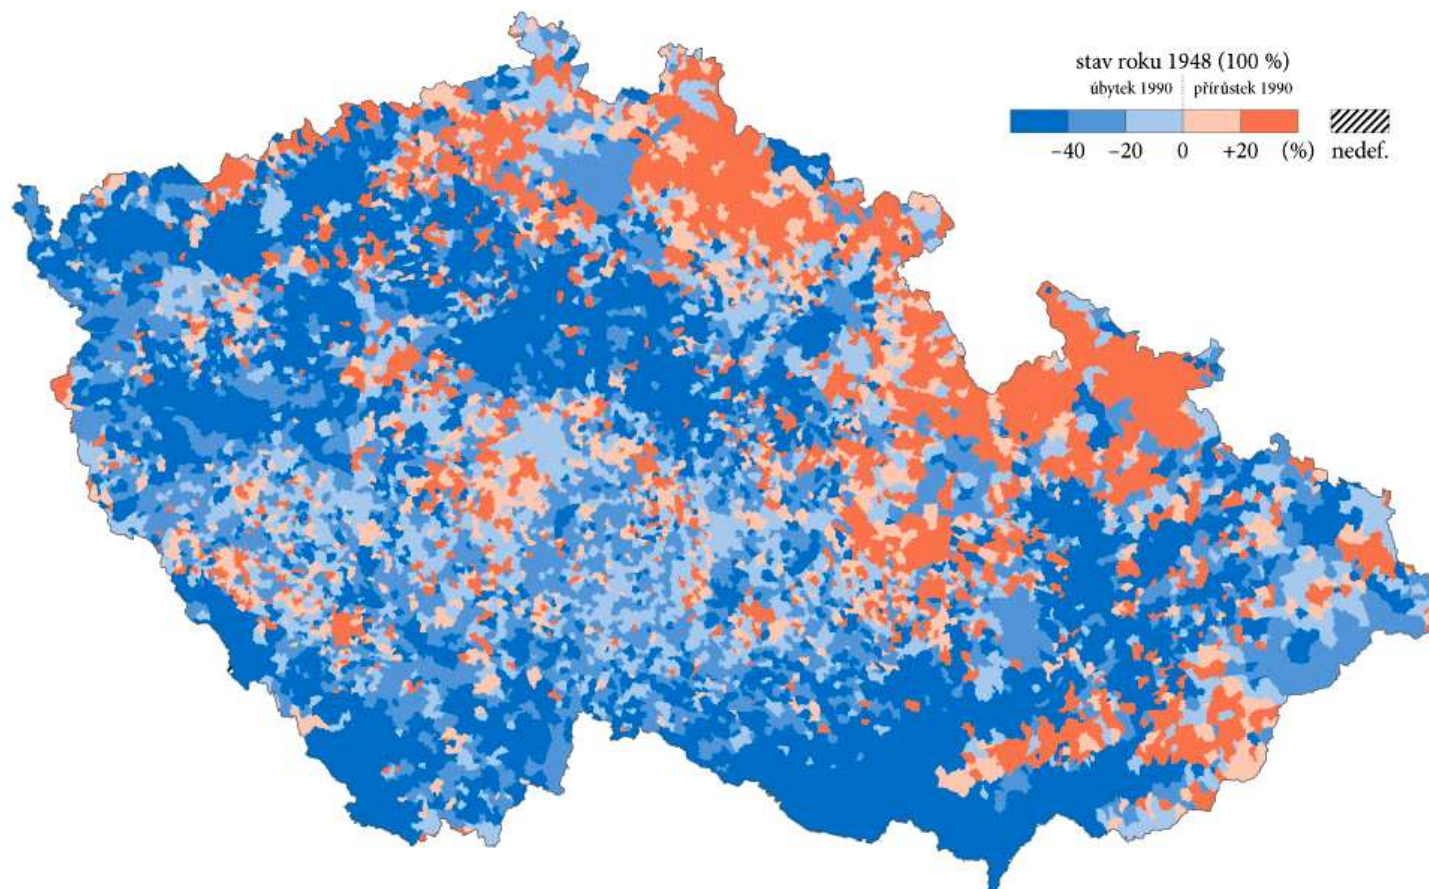 stav roku 1948 (100 %)
úbytek 1990 přírůstek 1990
−40 −20 0 +20 (%) nedef.